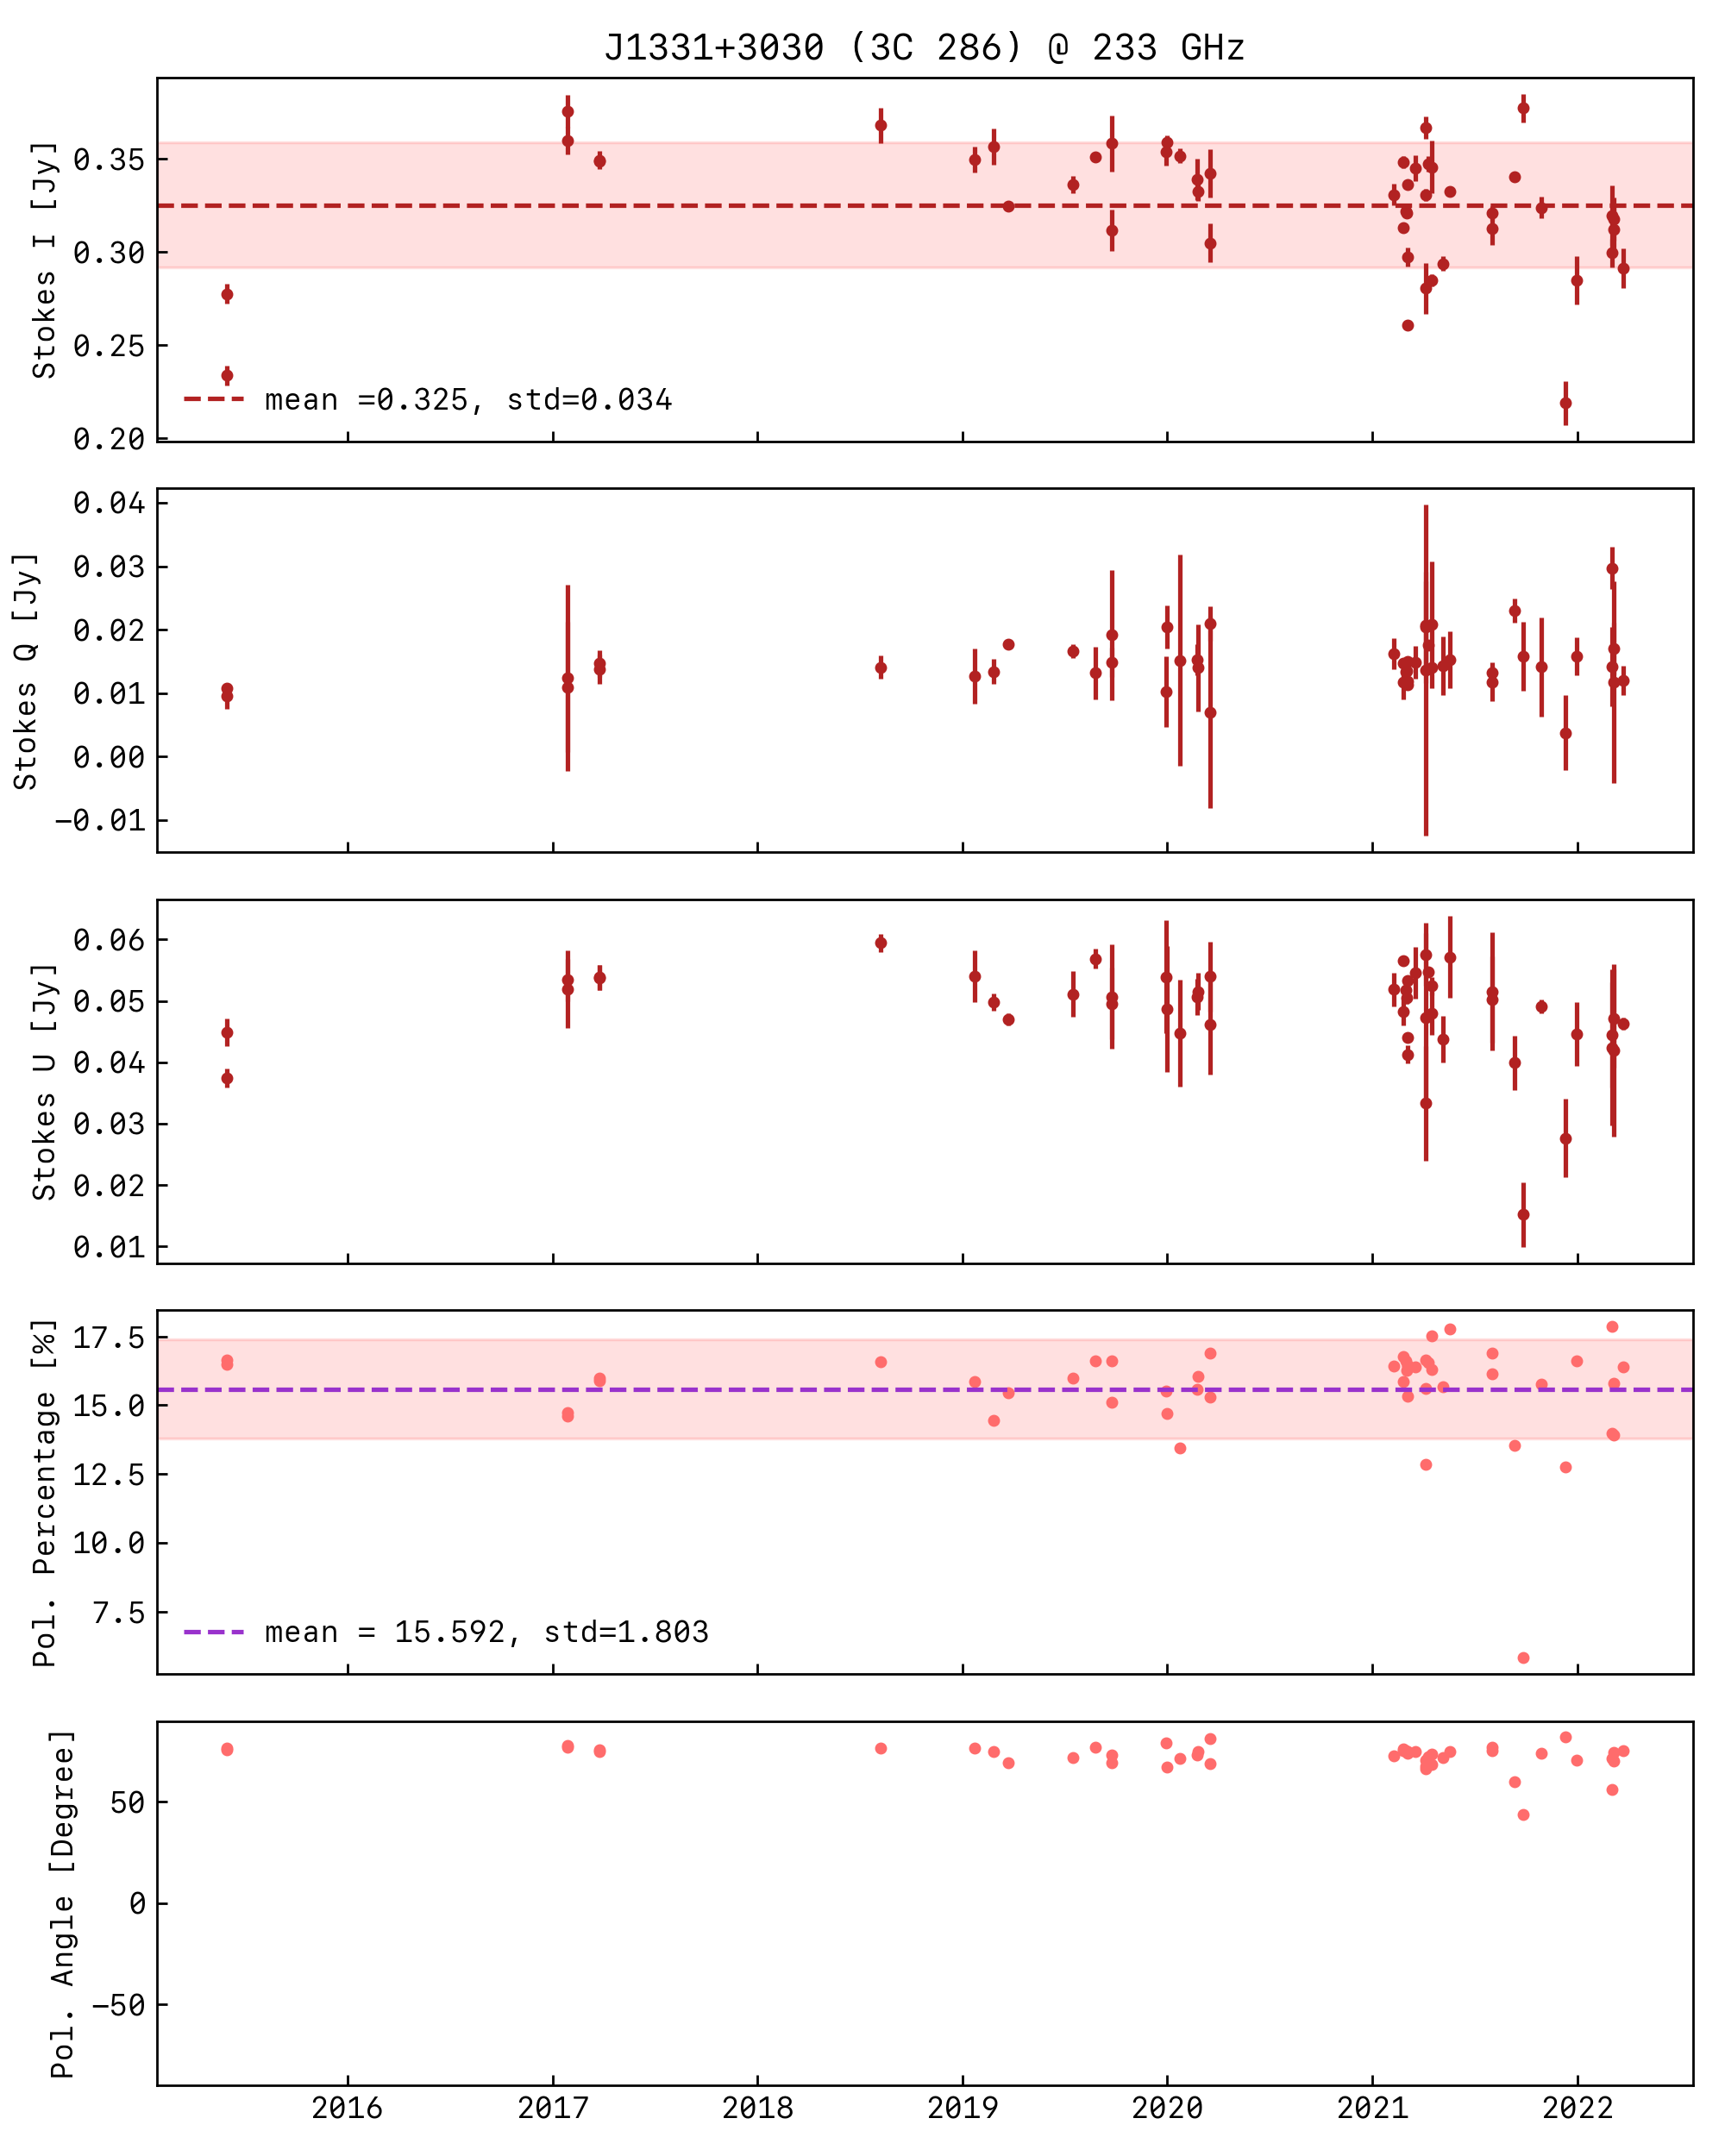 J1331+3030 (3C 286) @ 233 GHz
Stokes I [Jy]
0.35
0.30
0.25
0.20
mean =0.325, std=0.034
Stokes Q [Jy]
0.04
0.03
0.02
0.01
0.00
−0.01
Stokes U [Jy]
0.06
0.05
0.04
0.03
0.02
0.01
Pol. Percentage [%]
17.5
15.0
12.5
10.0
7.5
mean = 15.592, std=1.803
Pol. Angle [Degree]
50
0
−50
2016 2017 2018 2019 2020 2021 2022